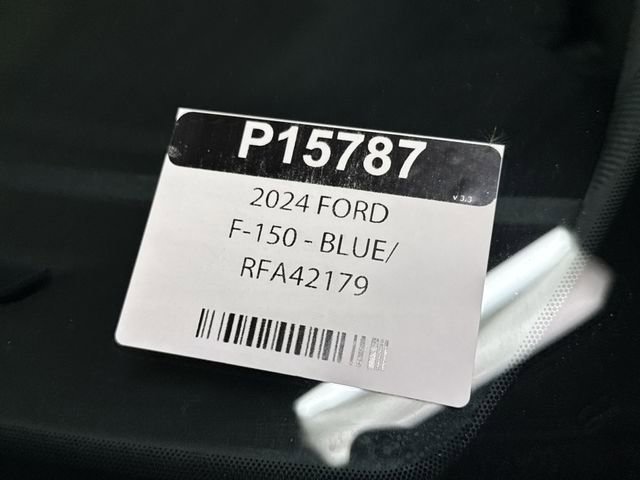 P15787
v 3.3
2024 FORD
F-150 - BLUE/
RFA42179